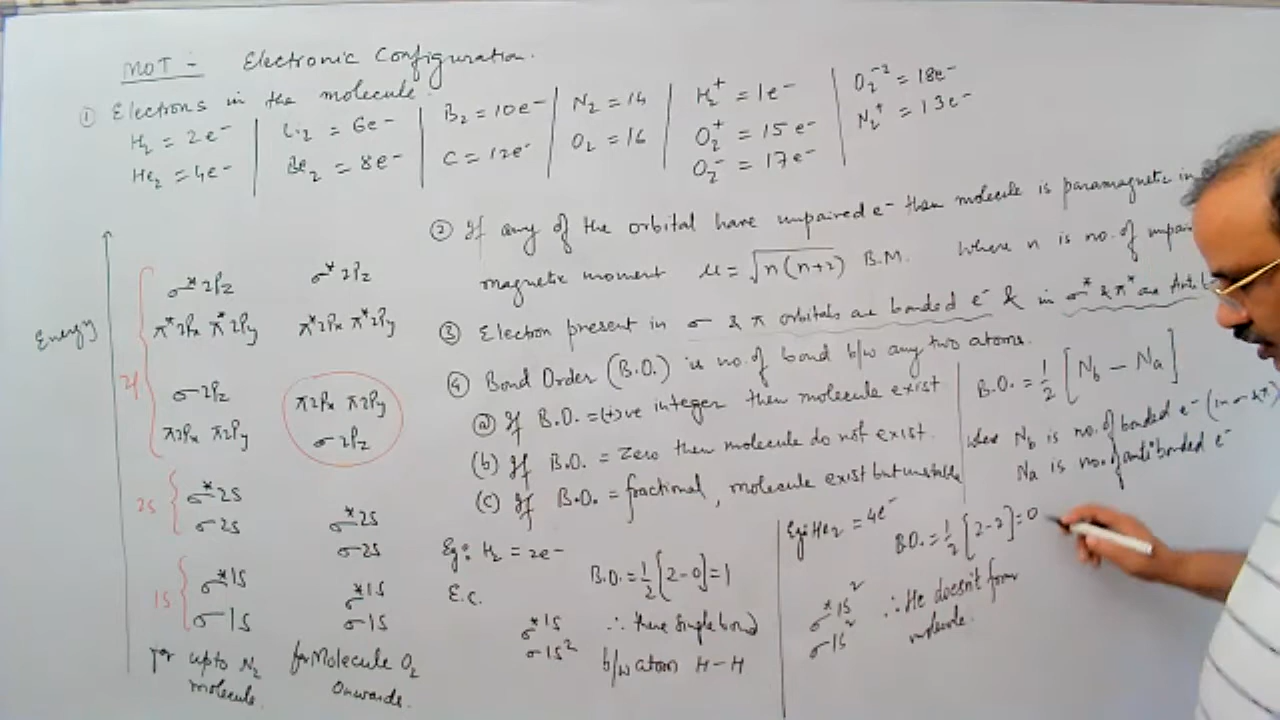 MOT :- Electronic Configuration.
① Electrons in the molecule.
H₂ = 2e⁻
He₂ = 4e⁻
Li₂ = 6e⁻
Be₂ = 8e⁻
B₂ = 10e⁻
C = 12e⁻
N₂ = 14
O₂ = 16
H₂⁺ = 1e⁻
O₂⁺ = 15e⁻
O₂⁻ = 17e⁻
O₂⁻² = 18e⁻
N₂⁺ = 13e⁻
② If any of the orbital have unpaired e⁻ then molecule is paramagnetic in
magnetic moment μ = √n(n+2) B.M. Where n is no. of
③ Electron present in σ & π orbitals are bonded e⁻ & in σ* & π* are
④ Bond Order (B.O.) is no. of bond b/w any two atoms.
(a) If B.O. = (+)ve integer then molecule exist
(b) If B.O. = Zero then molecule do not exist.
(c) If B.O. = fractional, molecule exist but unstable
B.O. = 1/2 [Nb − Na]
where Nb is no. of bonded e⁻ (in σ & π)
Na is no. of anti bonded e⁻
Energy
2p
σ*2Pz
π*2Px π*2Py
σ2Pz
π2Px π2Py
2s
σ*2S
σ2S
1s
σ*1S
σ1S
for upto N₂
molecule.
σ*2Pz
π*2Px π*2Py
π2Px π2Py
σ2Pz
σ*2S
σ2S
σ*1S
σ1S
for Molecule O₂
Onwards.
Eg: H₂ = 2e⁻
E.C.
σ*1S
σ1S²
B.O. = 1/2 [2−0] = 1
∴ there single bond
b/w atom H−H
Eg: He₂ = 4e⁻
B.O. = 1/2 [2−2] = 0
σ*1S²
σ1S²
∴ He doesn't form
molecule.